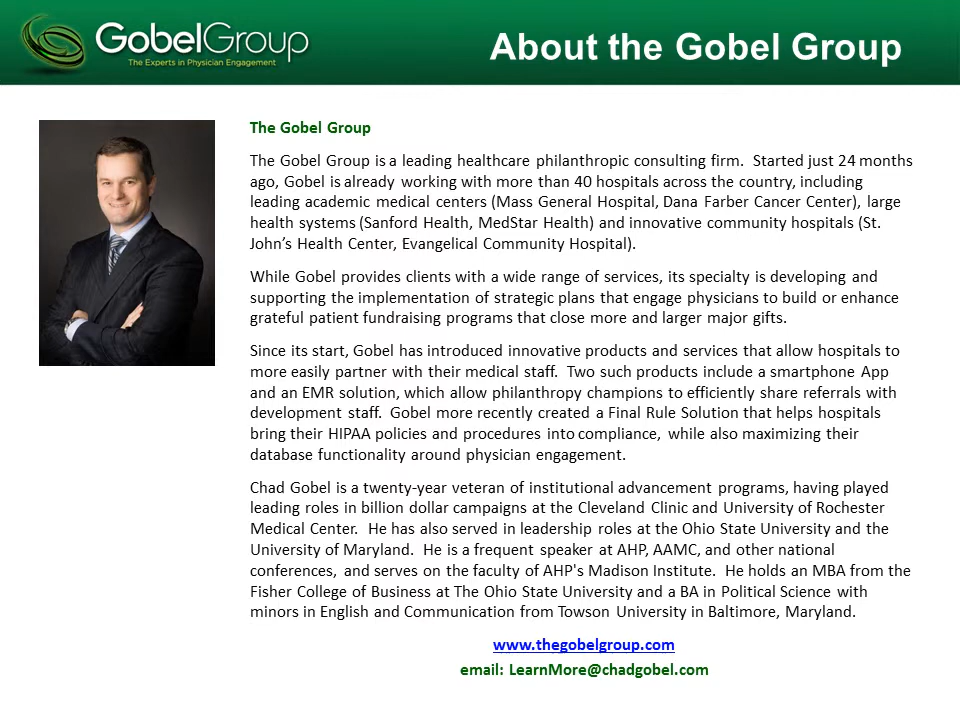 GobelGroup
The Experts in Physician Engagement
About the Gobel Group
The Gobel Group
The Gobel Group is a leading healthcare philanthropic consulting firm.  Started just 24 months
ago, Gobel is already working with more than 40 hospitals across the country, including
leading academic medical centers (Mass General Hospital, Dana Farber Cancer Center), large
health systems (Sanford Health, MedStar Health) and innovative community hospitals (St.
John’s Health Center, Evangelical Community Hospital).
While Gobel provides clients with a wide range of services, its specialty is developing and
supporting the implementation of strategic plans that engage physicians to build or enhance
grateful patient fundraising programs that close more and larger major gifts.
Since its start, Gobel has introduced innovative products and services that allow hospitals to
more easily partner with their medical staff.  Two such products include a smartphone App
and an EMR solution, which allow philanthropy champions to efficiently share referrals with
development staff.  Gobel more recently created a Final Rule Solution that helps hospitals
bring their HIPAA policies and procedures into compliance, while also maximizing their
database functionality around physician engagement.
Chad Gobel is a twenty-year veteran of institutional advancement programs, having played
leading roles in billion dollar campaigns at the Cleveland Clinic and University of Rochester
Medical Center.  He has also served in leadership roles at the Ohio State University and the
University of Maryland.  He is a frequent speaker at AHP, AAMC, and other national
conferences, and serves on the faculty of AHP's Madison Institute.  He holds an MBA from the
Fisher College of Business at The Ohio State University and a BA in Political Science with
minors in English and Communication from Towson University in Baltimore, Maryland.
www.thegobelgroup.com
email: LearnMore@chadgobel.com